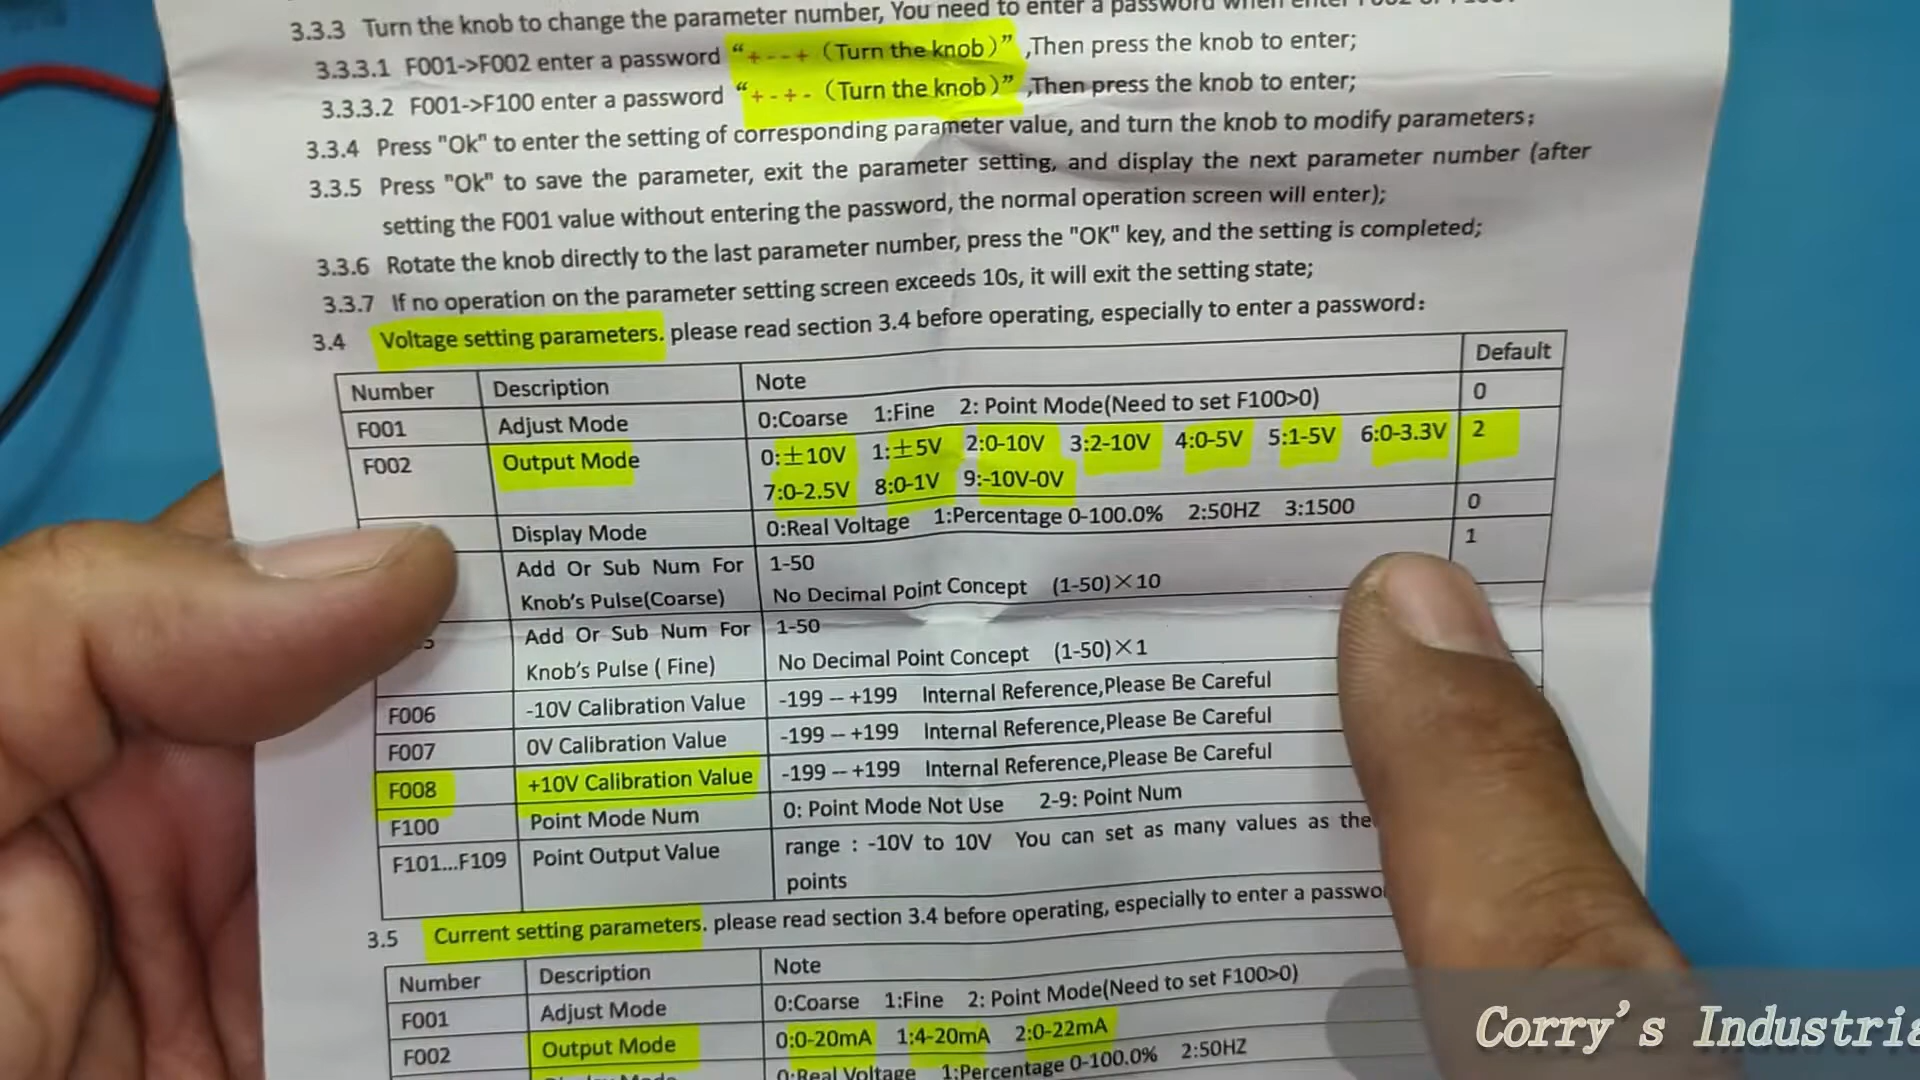 3.3.3 Turn the knob to change the parameter number, You need to enter a password when enter
3.3.3.1 F001->F002 enter a password "+--+（Turn the knob）" ,Then press the knob to enter;
3.3.3.2 F001->F100 enter a password "+-+-（Turn the knob）" ,Then press the knob to enter;
3.3.4 Press "Ok" to enter the setting of corresponding parameter value, and turn the knob to modify parameters;
3.3.5 Press "Ok" to save the parameter, exit the parameter setting, and display the next parameter number (after
setting the F001 value without entering the password, the normal operation screen will enter);
3.3.6 Rotate the knob directly to the last parameter number, press the "OK" key, and the setting is completed;
3.3.7 If no operation on the parameter setting screen exceeds 10s, it will exit the setting state;
3.4 Voltage setting parameters. please read section 3.4 before operating, especially to enter a password:
Number Description Note Default
F001 Adjust Mode 0:Coarse 1:Fine 2: Point Mode(Need to set F100>0) 0
F002 Output Mode 0:±10V 1:±5V 2:0-10V 3:2-10V 4:0-5V 5:1-5V 6:0-3.3V 2
7:0-2.5V 8:0-1V 9:-10V-0V
Display Mode 0:Real Voltage 1:Percentage 0-100.0% 2:50HZ 3:1500 0
Add Or Sub Num For 1-50 1
Knob's Pulse(Coarse) No Decimal Point Concept (1-50)×10
Add Or Sub Num For 1-50
Knob's Pulse ( Fine) No Decimal Point Concept (1-50)×1
F006 -10V Calibration Value -199 -- +199 Internal Reference,Please Be Careful
F007 0V Calibration Value -199 -- +199 Internal Reference,Please Be Careful
F008 +10V Calibration Value -199 -- +199 Internal Reference,Please Be Careful
F100 Point Mode Num 0: Point Mode Not Use 2-9: Point Num
F101...F109 Point Output Value range : -10V to 10V You can set as many values as the
points
3.5 Current setting parameters. please read section 3.4 before operating, especially to enter a passwo
Number Description Note
F001 Adjust Mode 0:Coarse 1:Fine 2: Point Mode(Need to set F100>0)
F002 Output Mode 0:0-20mA 1:4-20mA 2:0-22mA
0:Real Voltage 1:Percentage 0-100.0% 2:50HZ
Corry's Industria